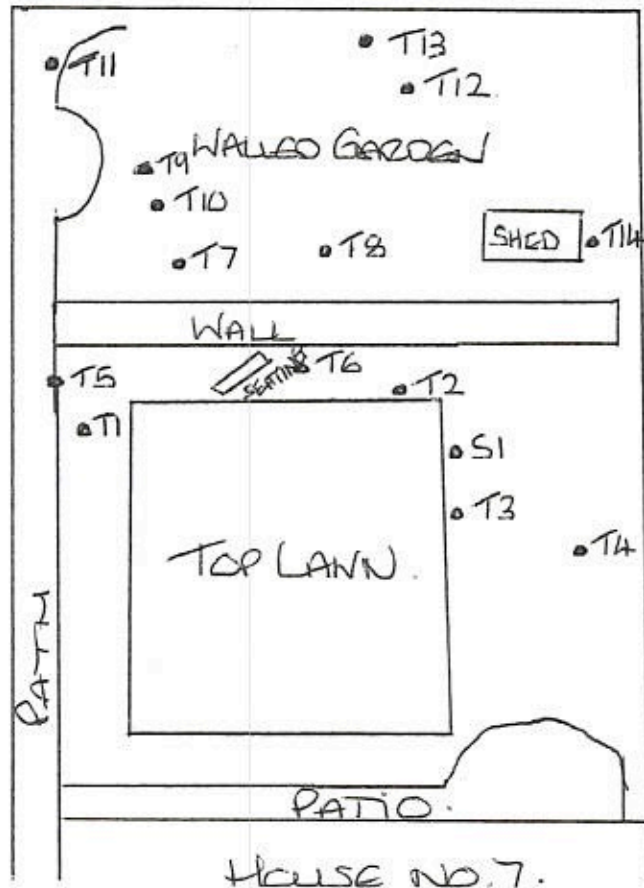 T13
T11
T12
T9 WALLED GARDEN
T10
SHED
T14
T7
T8
WALL
SEATING
T6
T5
T2
T1
S1
T3
TOP LAWN.
T4
PATH
PATIO.
HOUSE NO. 7.